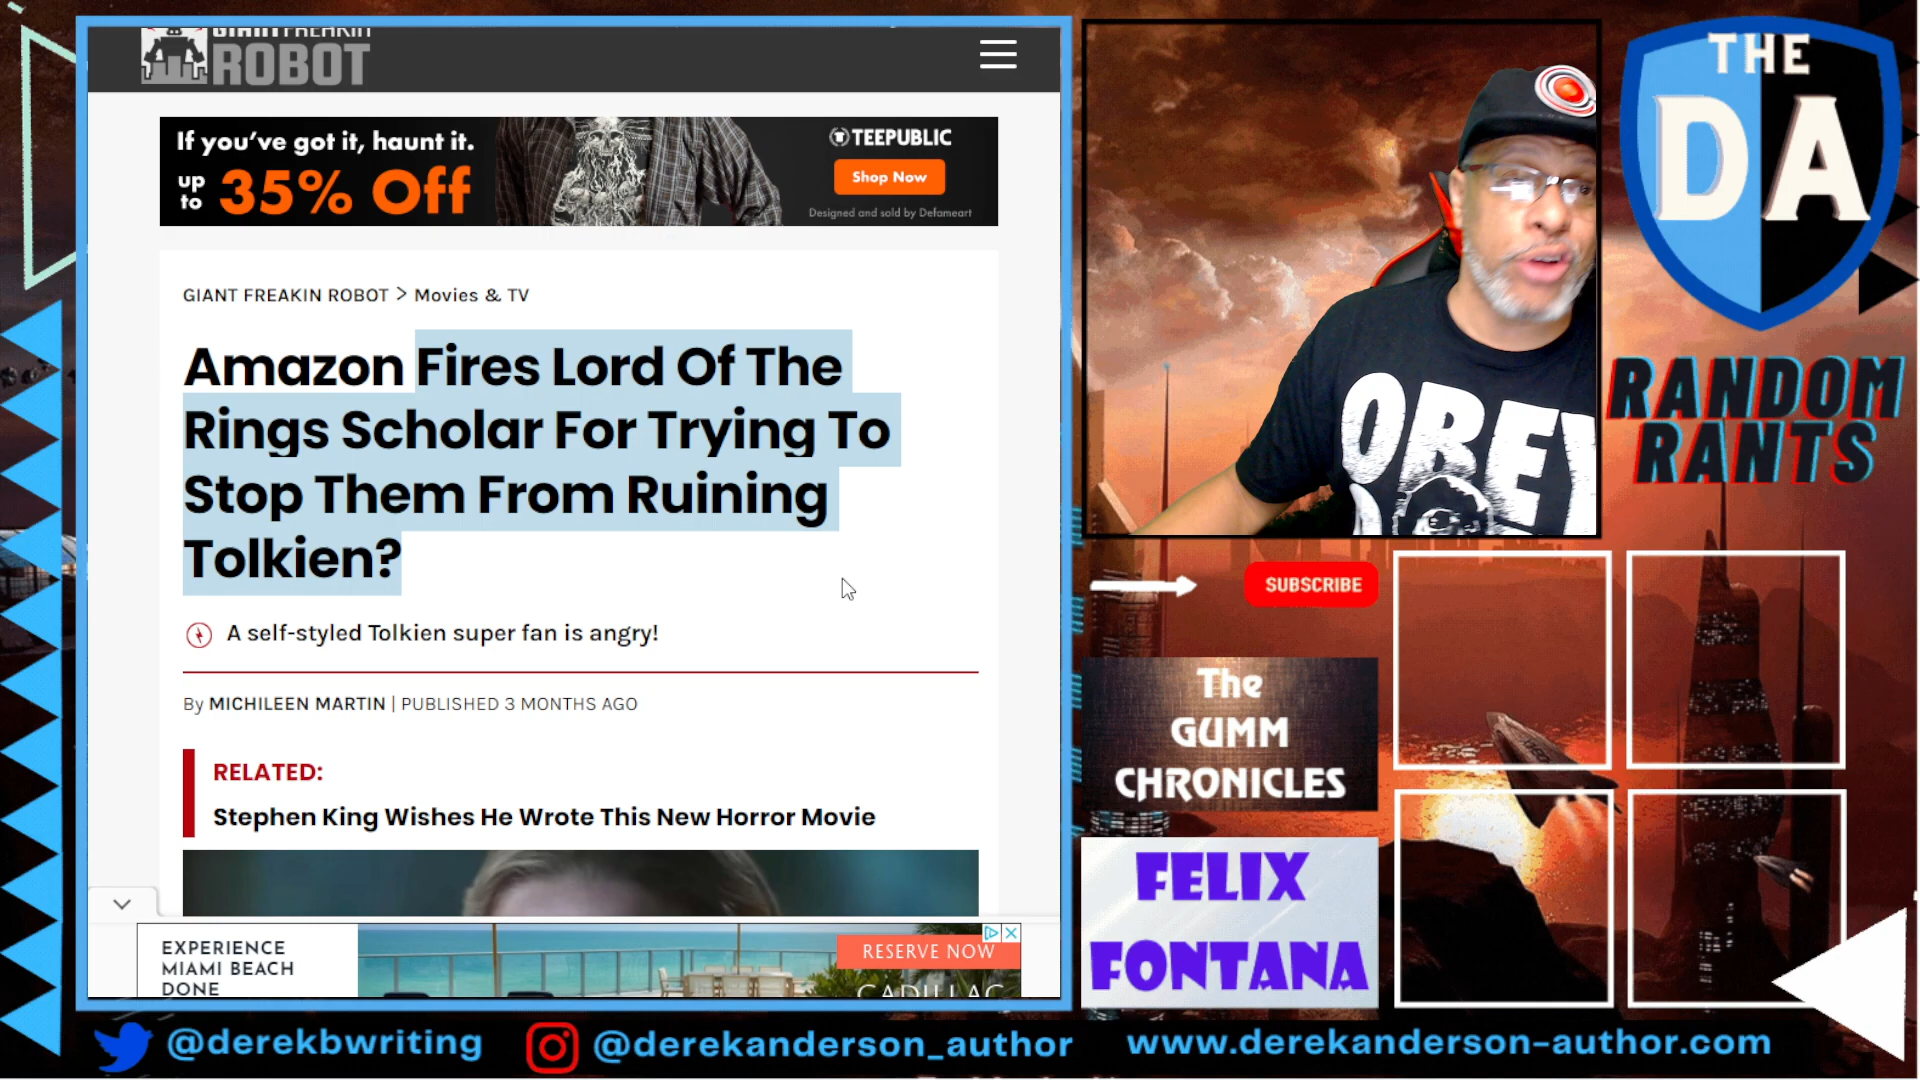 GIANT FREAKIN
ROBOT
If you've got it, haunt it.
up to 35% Off
TEEPUBLIC
Shop Now
Designed and sold by Defameart
GIANT FREAKIN ROBOT > Movies & TV
Amazon Fires Lord Of The
Rings Scholar For Trying To
Stop Them From Ruining
Tolkien?
A self-styled Tolkien super fan is angry!
By MICHILEEN MARTIN | PUBLISHED 3 MONTHS AGO
RELATED:
Stephen King Wishes He Wrote This New Horror Movie
EXPERIENCE
MIAMI BEACH
DONE
RESERVE NOW
CADILLAC
OBEY
THE
DA
RANDOM
RANTS
SUBSCRIBE
The
GUMM
CHRONICLES
FELIX
FONTANA
@derekbwriting
@derekanderson_author
www.derekanderson-author.com